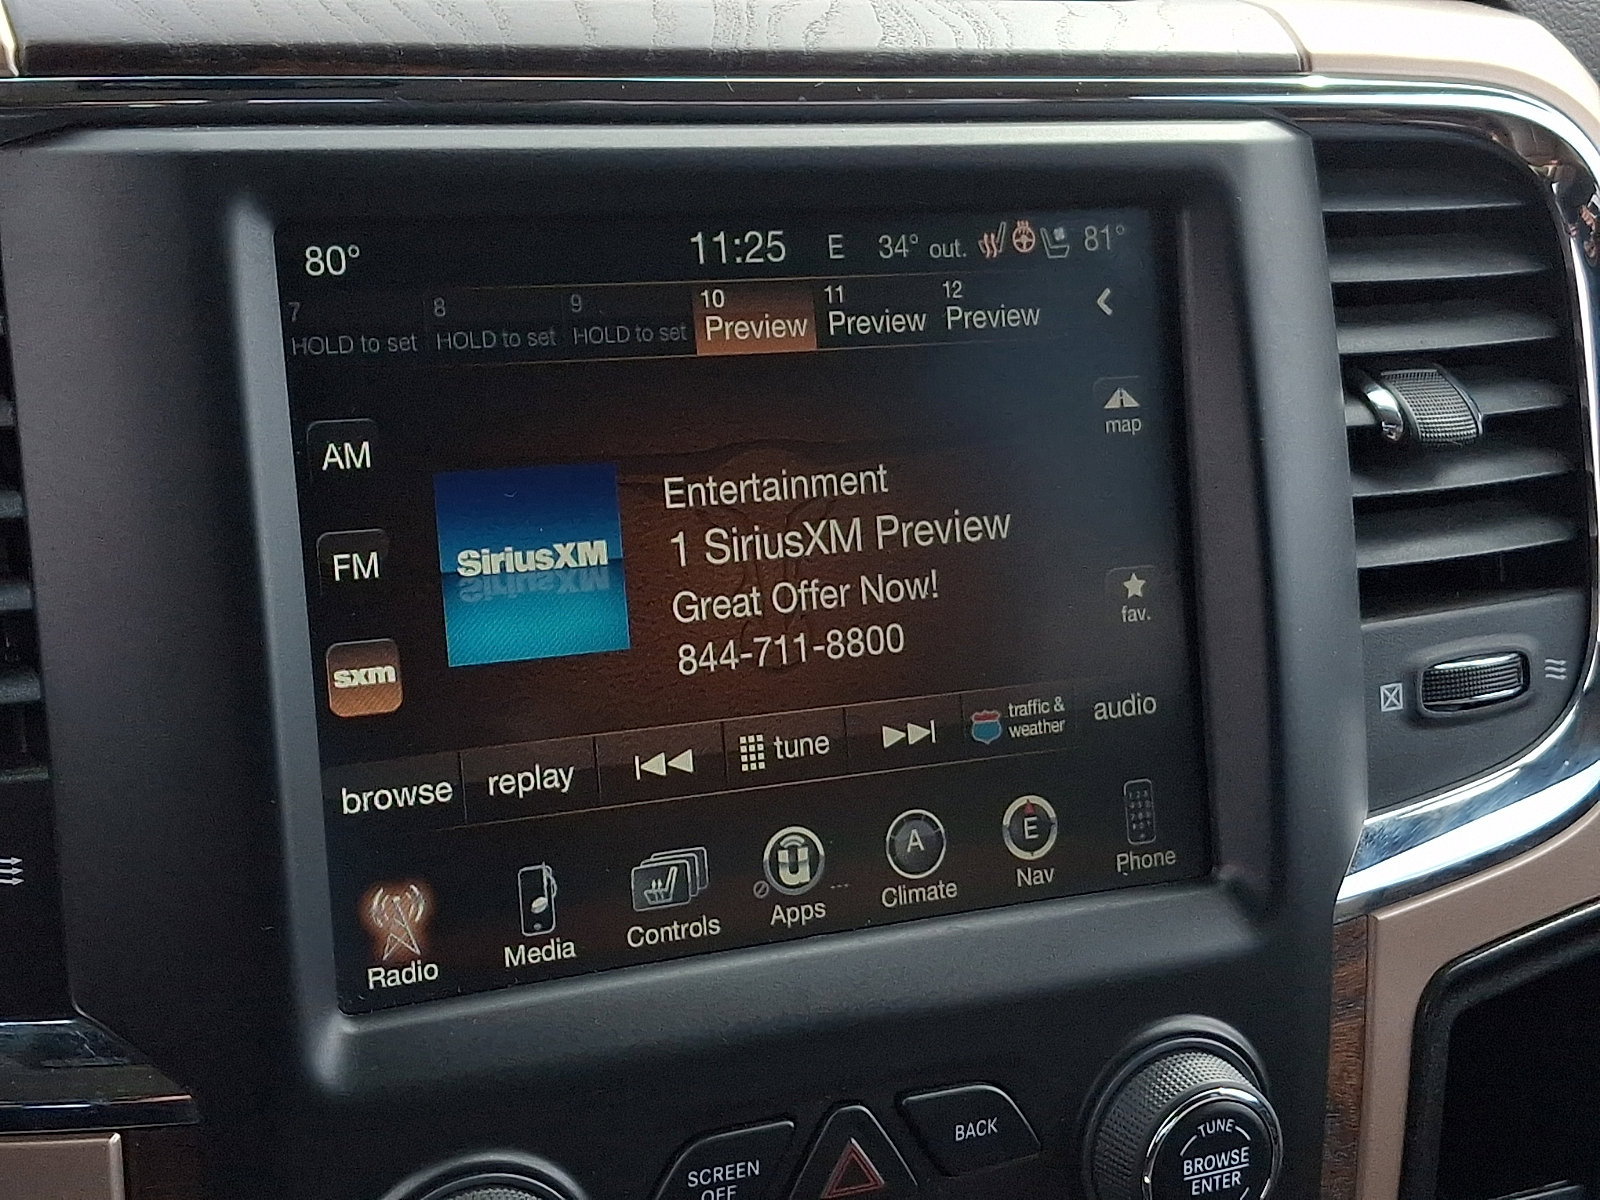 80° 11:25 E 34° out. 81°
7 8 9 10 11 12
HOLD to set HOLD to set HOLD to set Preview Preview Preview
map
AM
FM
sxm
SiriusXM
Entertainment
1 SiriusXM Preview
Great Offer Now!
844-711-8800
fav.
browse replay tune traffic & weather audio
Radio Media Controls Apps A Climate E Nav Phone
SCREEN OFF
BACK
TUNE
BROWSE
ENTER